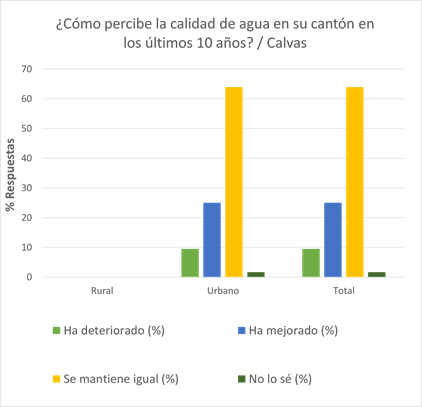 ¿Cómo percibe la calidad de agua en su cantón en
los últimos 10 años? / Calvas
70
60
50
40
30
20
10
0
% Respuestas
Rural
Urbano
Total
Ha deteriorado (%)
Ha mejorado (%)
Se mantiene igual (%)
No lo sé (%)